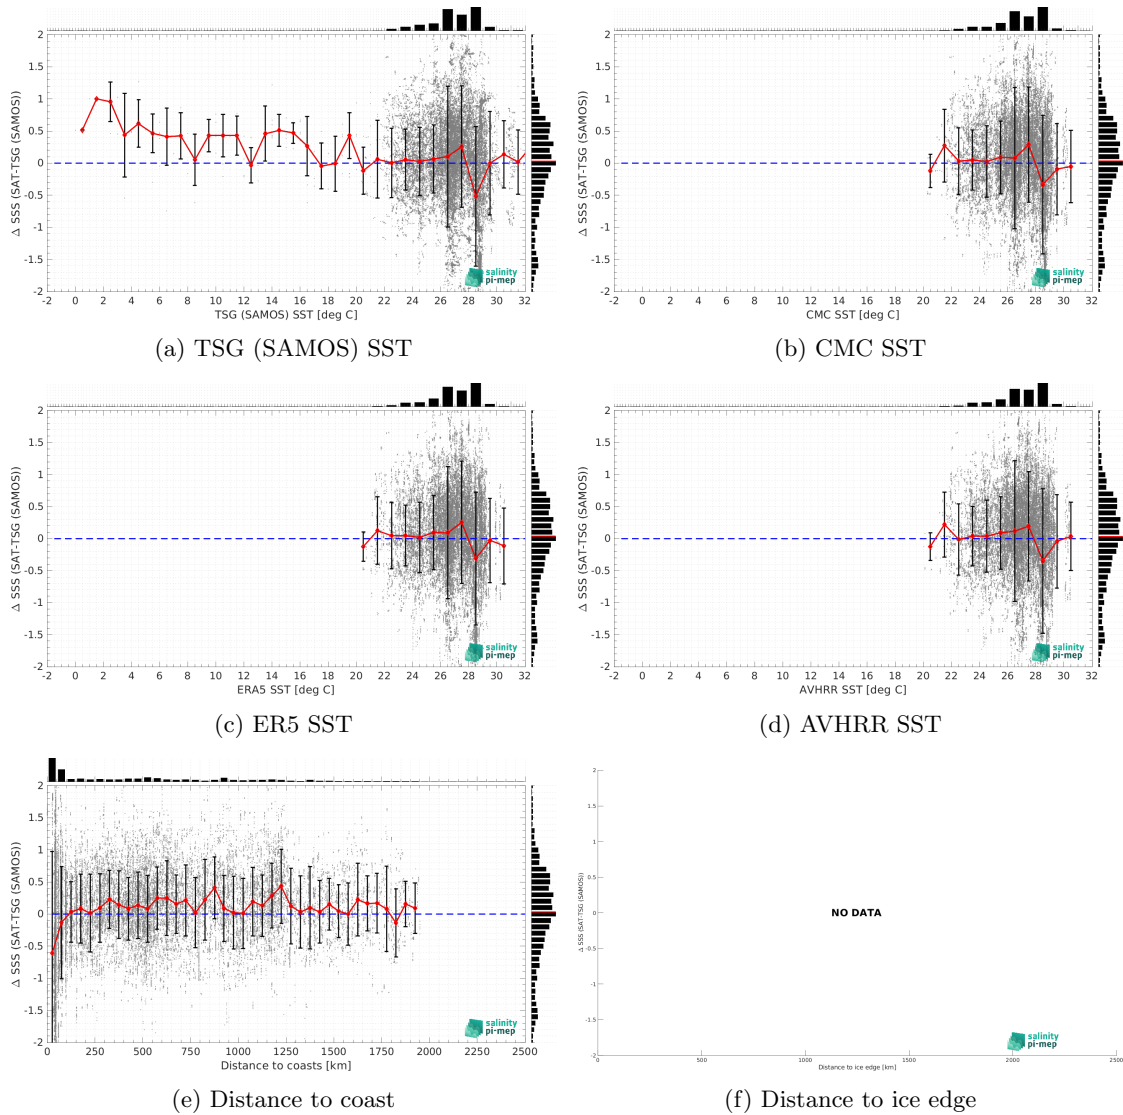 2
1.5
1
0.5
0
-0.5
-1
-1.5
-2
Δ SSS (SAT-TSG (SAMOS))
-2 0 2 4 6 8 10 12 14 16 18 20 22 24 26 28 30 32
TSG (SAMOS) SST [deg C]
salinity
pi-mep
(a) TSG (SAMOS) SST
2
1.5
1
0.5
0
-0.5
-1
-1.5
-2
Δ SSS (SAT-TSG (SAMOS))
-2 0 2 4 6 8 10 12 14 16 18 20 22 24 26 28 30 32
CMC SST [deg C]
salinity
pi-mep
(b) CMC SST
2
1.5
1
0.5
0
-0.5
-1
-1.5
-2
Δ SSS (SAT-TSG (SAMOS))
-2 0 2 4 6 8 10 12 14 16 18 20 22 24 26 28 30 32
ERA5 SST [deg C]
salinity
pi-mep
(c) ER5 SST
2
1.5
1
0.5
0
-0.5
-1
-1.5
-2
Δ SSS (SAT-TSG (SAMOS))
-2 0 2 4 6 8 10 12 14 16 18 20 22 24 26 28 30 32
AVHRR SST [deg C]
salinity
pi-mep
(d) AVHRR SST
2
1.5
1
0.5
0
-0.5
-1
-1.5
-2
Δ SSS (SAT-TSG (SAMOS))
0 250 500 750 1000 1250 1500 1750 2000 2250 2500
Distance to coasts [km]
salinity
pi-mep
(e) Distance to coast
2
1.5
1
0.5
0
-0.5
-1
-1.5
-2
Δ SSS (SAT-TSG (SAMOS))
NO DATA
0 500 1000 1500 2000 2500
Distance to ice edge [km]
salinity
pi-mep
(f) Distance to ice edge